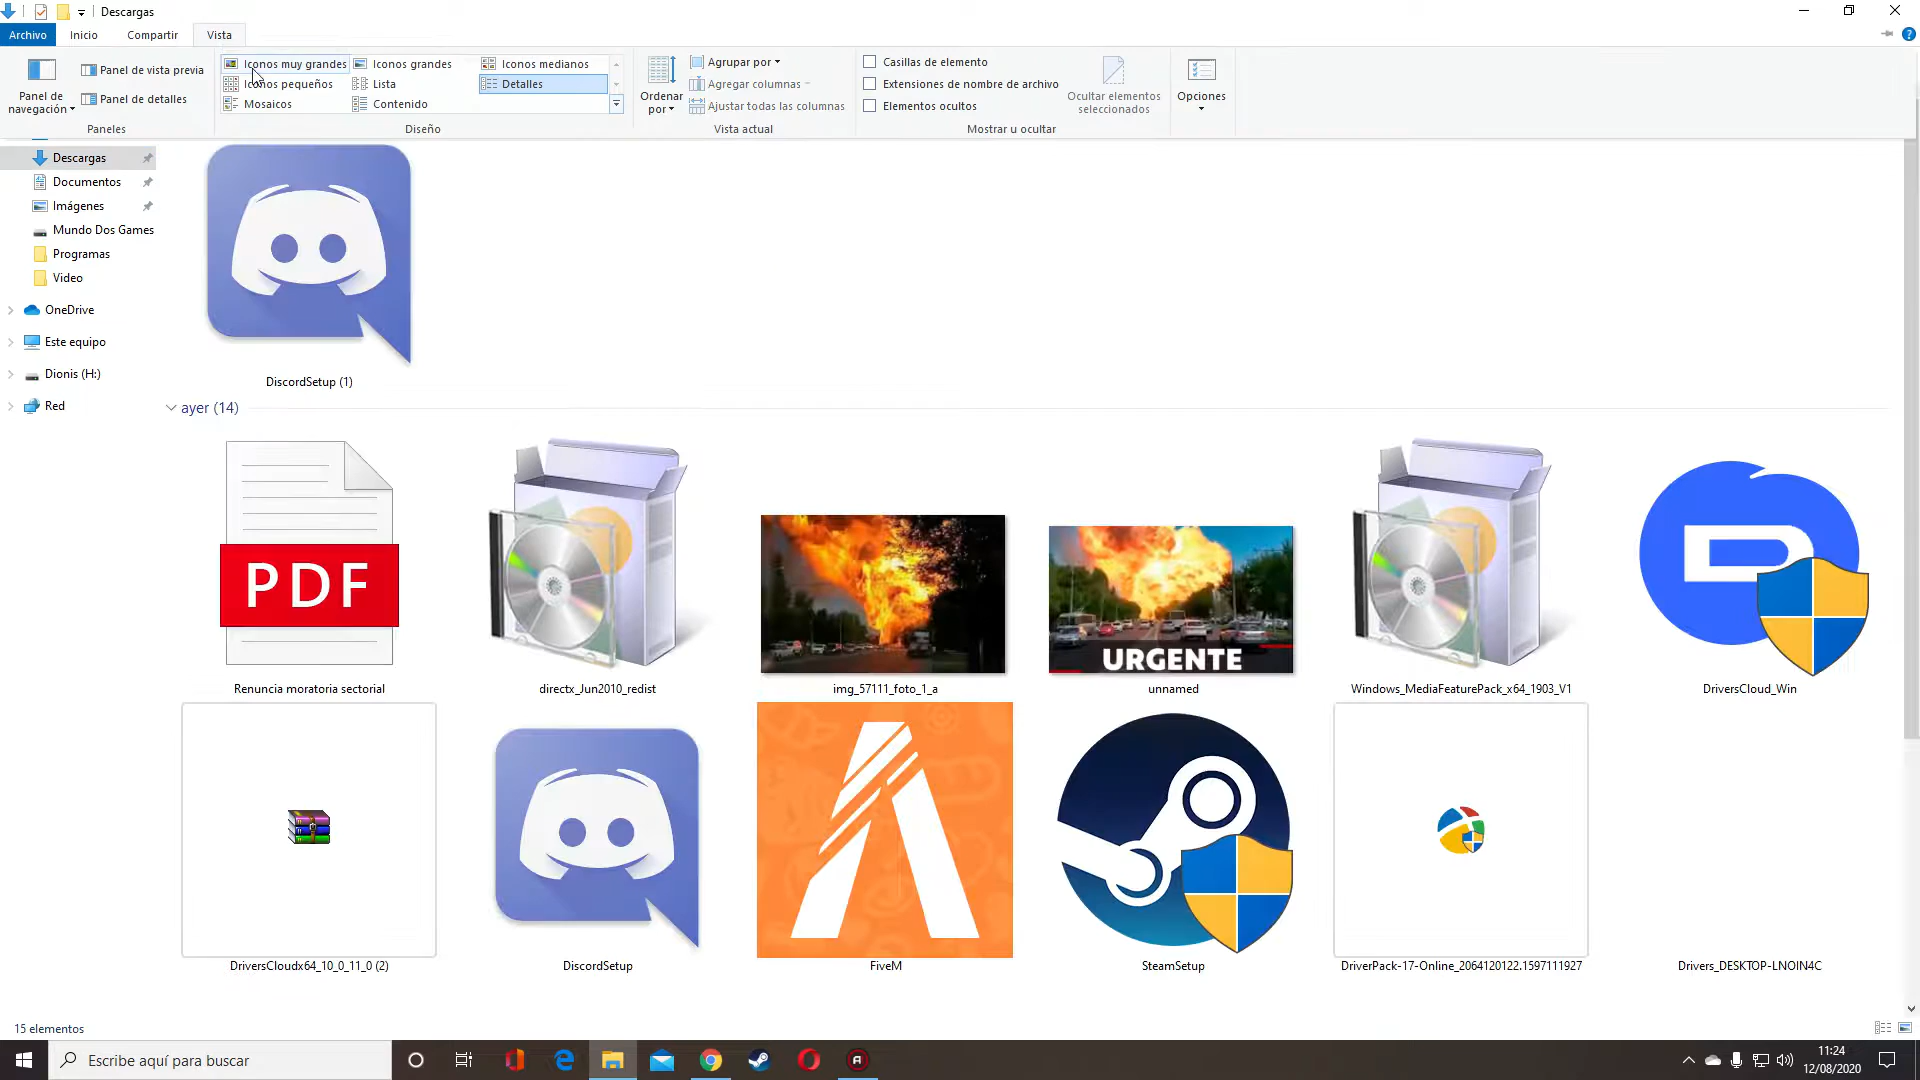 Descargas
Archivo Inicio Compartir Vista
Panel de navegación
Panel de vista previa
Panel de detalles
Paneles
Iconos muy grandes Iconos grandes Iconos medianos
Iconos pequeños Lista Detalles
Mosaicos Contenido
Diseño
Ordenar por
Agrupar por
Agregar columnas
Ajustar todas las columnas
Vista actual
Casillas de elemento
Extensiones de nombre de archivo
Elementos ocultos
Ocultar elementos seleccionados
Mostrar u ocultar
Opciones
Descargas
Documentos
Imágenes
Mundo Dos Games
Programas
Video
OneDrive
Este equipo
Dionis (H:)
Red
DiscordSetup (1)
ayer (14)
PDF
URGENTE
Renuncia moratoria sectorial
directx_Jun2010_redist
img_57111_foto_1_a
unnamed
Windows_MediaFeaturePack_x64_1903_V1
DriversCloud_Win
DriversCloudx64_10_0_11_0 (2)
DiscordSetup
FiveM
SteamSetup
DriverPack-17-Online_2064120122.1597111927
Drivers_DESKTOP-LNOIN4C
15 elementos
Escribe aquí para buscar
11:24
12/08/2020